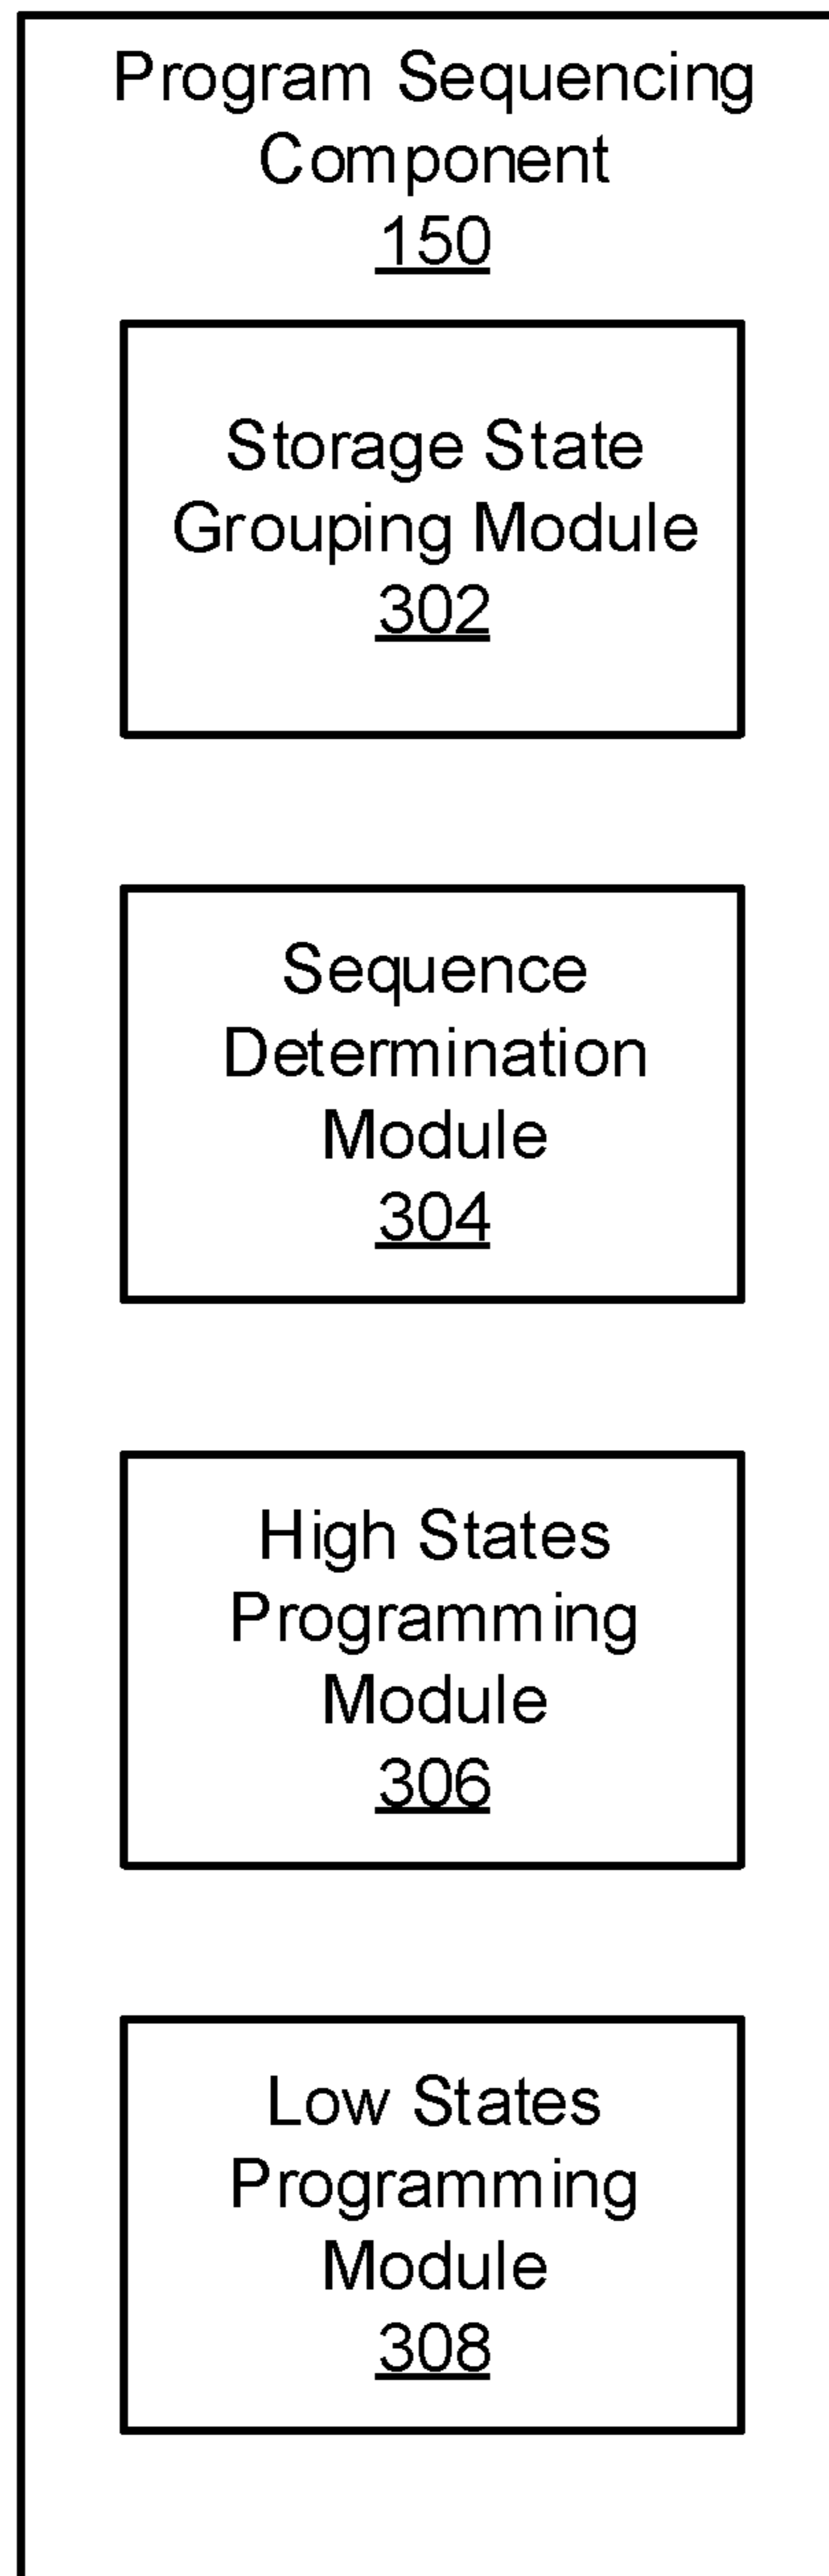 Program Sequencing
Component
150
Storage State
Grouping Module
302
Sequence
Determination
Module
304
High States
Programming
Module
306
Low States
Programming
Module
308